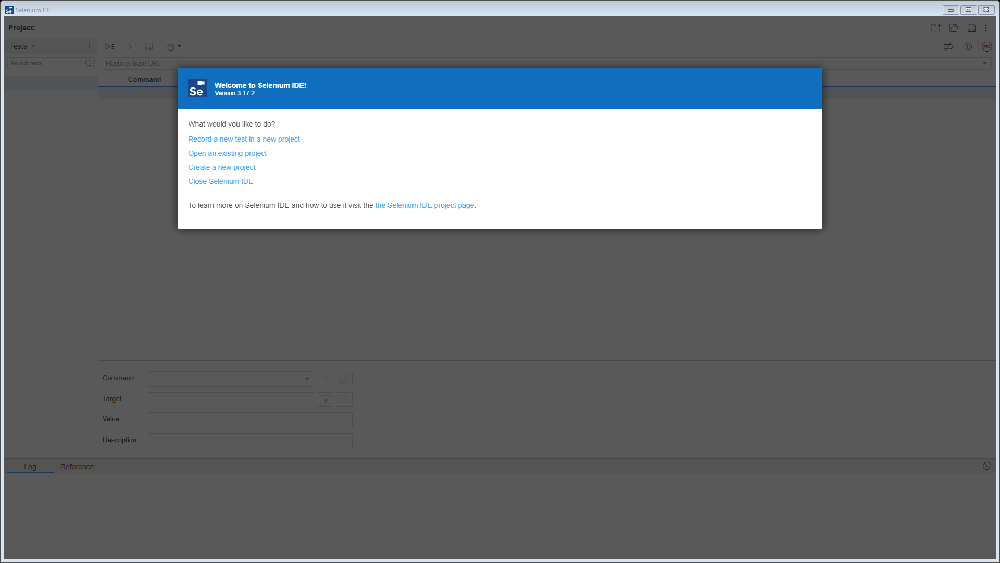 Se Selenium IDE
Project:
Tests
Search tests...
Playback base URL
REC
Command
Se
Welcome to Selenium IDE!
Version 3.17.2
What would you like to do?
Record a new test in a new project
Open an existing project
Create a new project
Close Selenium IDE
To learn more on Selenium IDE and how to use it visit the the Selenium IDE project page.
Command
//
Target
Value
Description
Log Reference